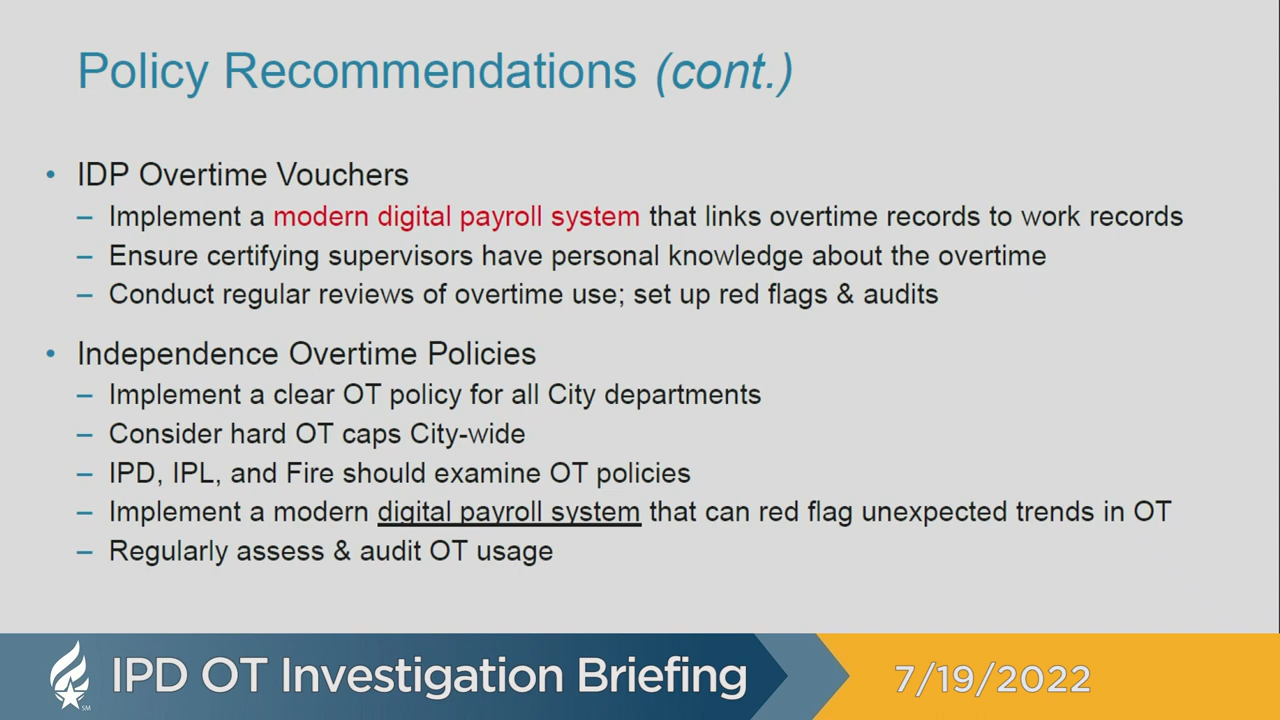 Policy Recommendations (cont.)
• IDP Overtime Vouchers
– Implement a modern digital payroll system that links overtime records to work records
– Ensure certifying supervisors have personal knowledge about the overtime
– Conduct regular reviews of overtime use; set up red flags & audits
• Independence Overtime Policies
– Implement a clear OT policy for all City departments
– Consider hard OT caps City-wide
– IPD, IPL, and Fire should examine OT policies
– Implement a modern digital payroll system that can red flag unexpected trends in OT
– Regularly assess & audit OT usage
IPD OT Investigation Briefing
7/19/2022
SM